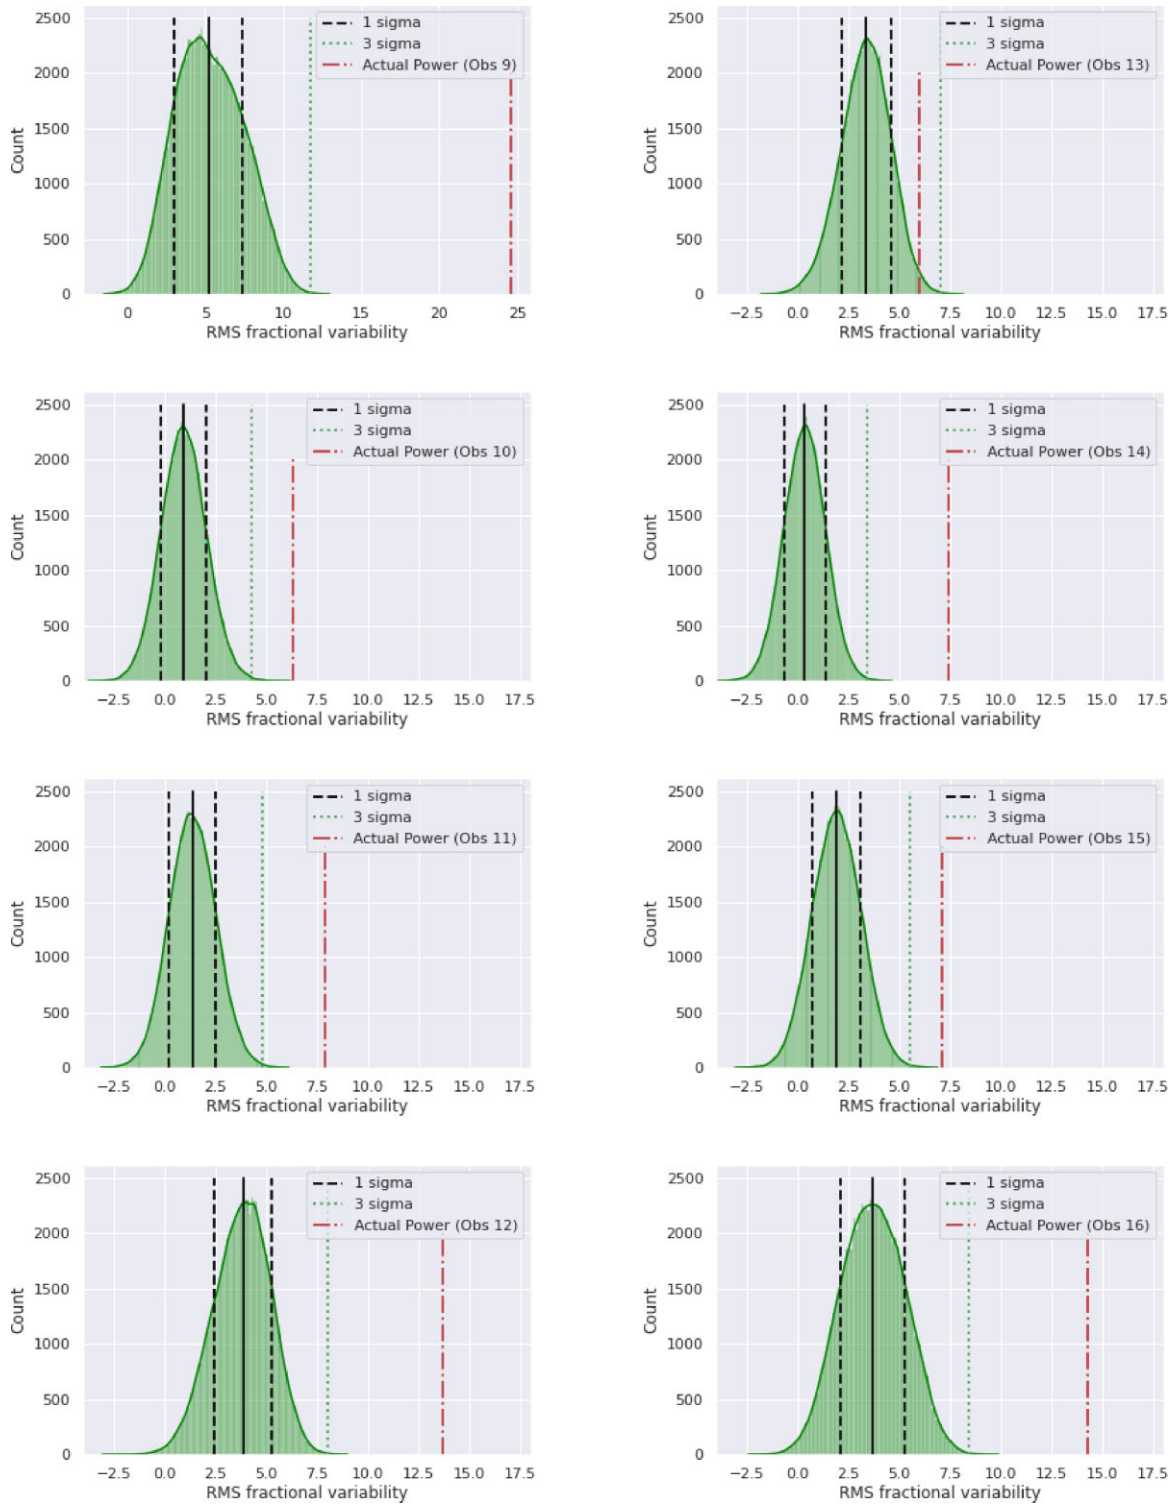 2500
2000
1500
1000
500
0
Count
1 sigma
3 sigma
Actual Power (Obs 9)
0 5 10 15 20 25
RMS fractional variability
2500
2000
1500
1000
500
0
Count
1 sigma
3 sigma
Actual Power (Obs 13)
−2.5 0.0 2.5 5.0 7.5 10.0 12.5 15.0 17.5
RMS fractional variability
2500
2000
1500
1000
500
0
Count
1 sigma
3 sigma
Actual Power (Obs 10)
−2.5 0.0 2.5 5.0 7.5 10.0 12.5 15.0 17.5
RMS fractional variability
2500
2000
1500
1000
500
0
Count
1 sigma
3 sigma
Actual Power (Obs 14)
−2.5 0.0 2.5 5.0 7.5 10.0 12.5 15.0 17.5
RMS fractional variability
2500
2000
1500
1000
500
0
Count
1 sigma
3 sigma
Actual Power (Obs 11)
−2.5 0.0 2.5 5.0 7.5 10.0 12.5 15.0 17.5
RMS fractional variability
2500
2000
1500
1000
500
0
Count
1 sigma
3 sigma
Actual Power (Obs 15)
−2.5 0.0 2.5 5.0 7.5 10.0 12.5 15.0 17.5
RMS fractional variability
2500
2000
1500
1000
500
0
Count
1 sigma
3 sigma
Actual Power (Obs 12)
−2.5 0.0 2.5 5.0 7.5 10.0 12.5 15.0 17.5
RMS fractional variability
2500
2000
1500
1000
500
0
Count
1 sigma
3 sigma
Actual Power (Obs 16)
−2.5 0.0 2.5 5.0 7.5 10.0 12.5 15.0 17.5
RMS fractional variability